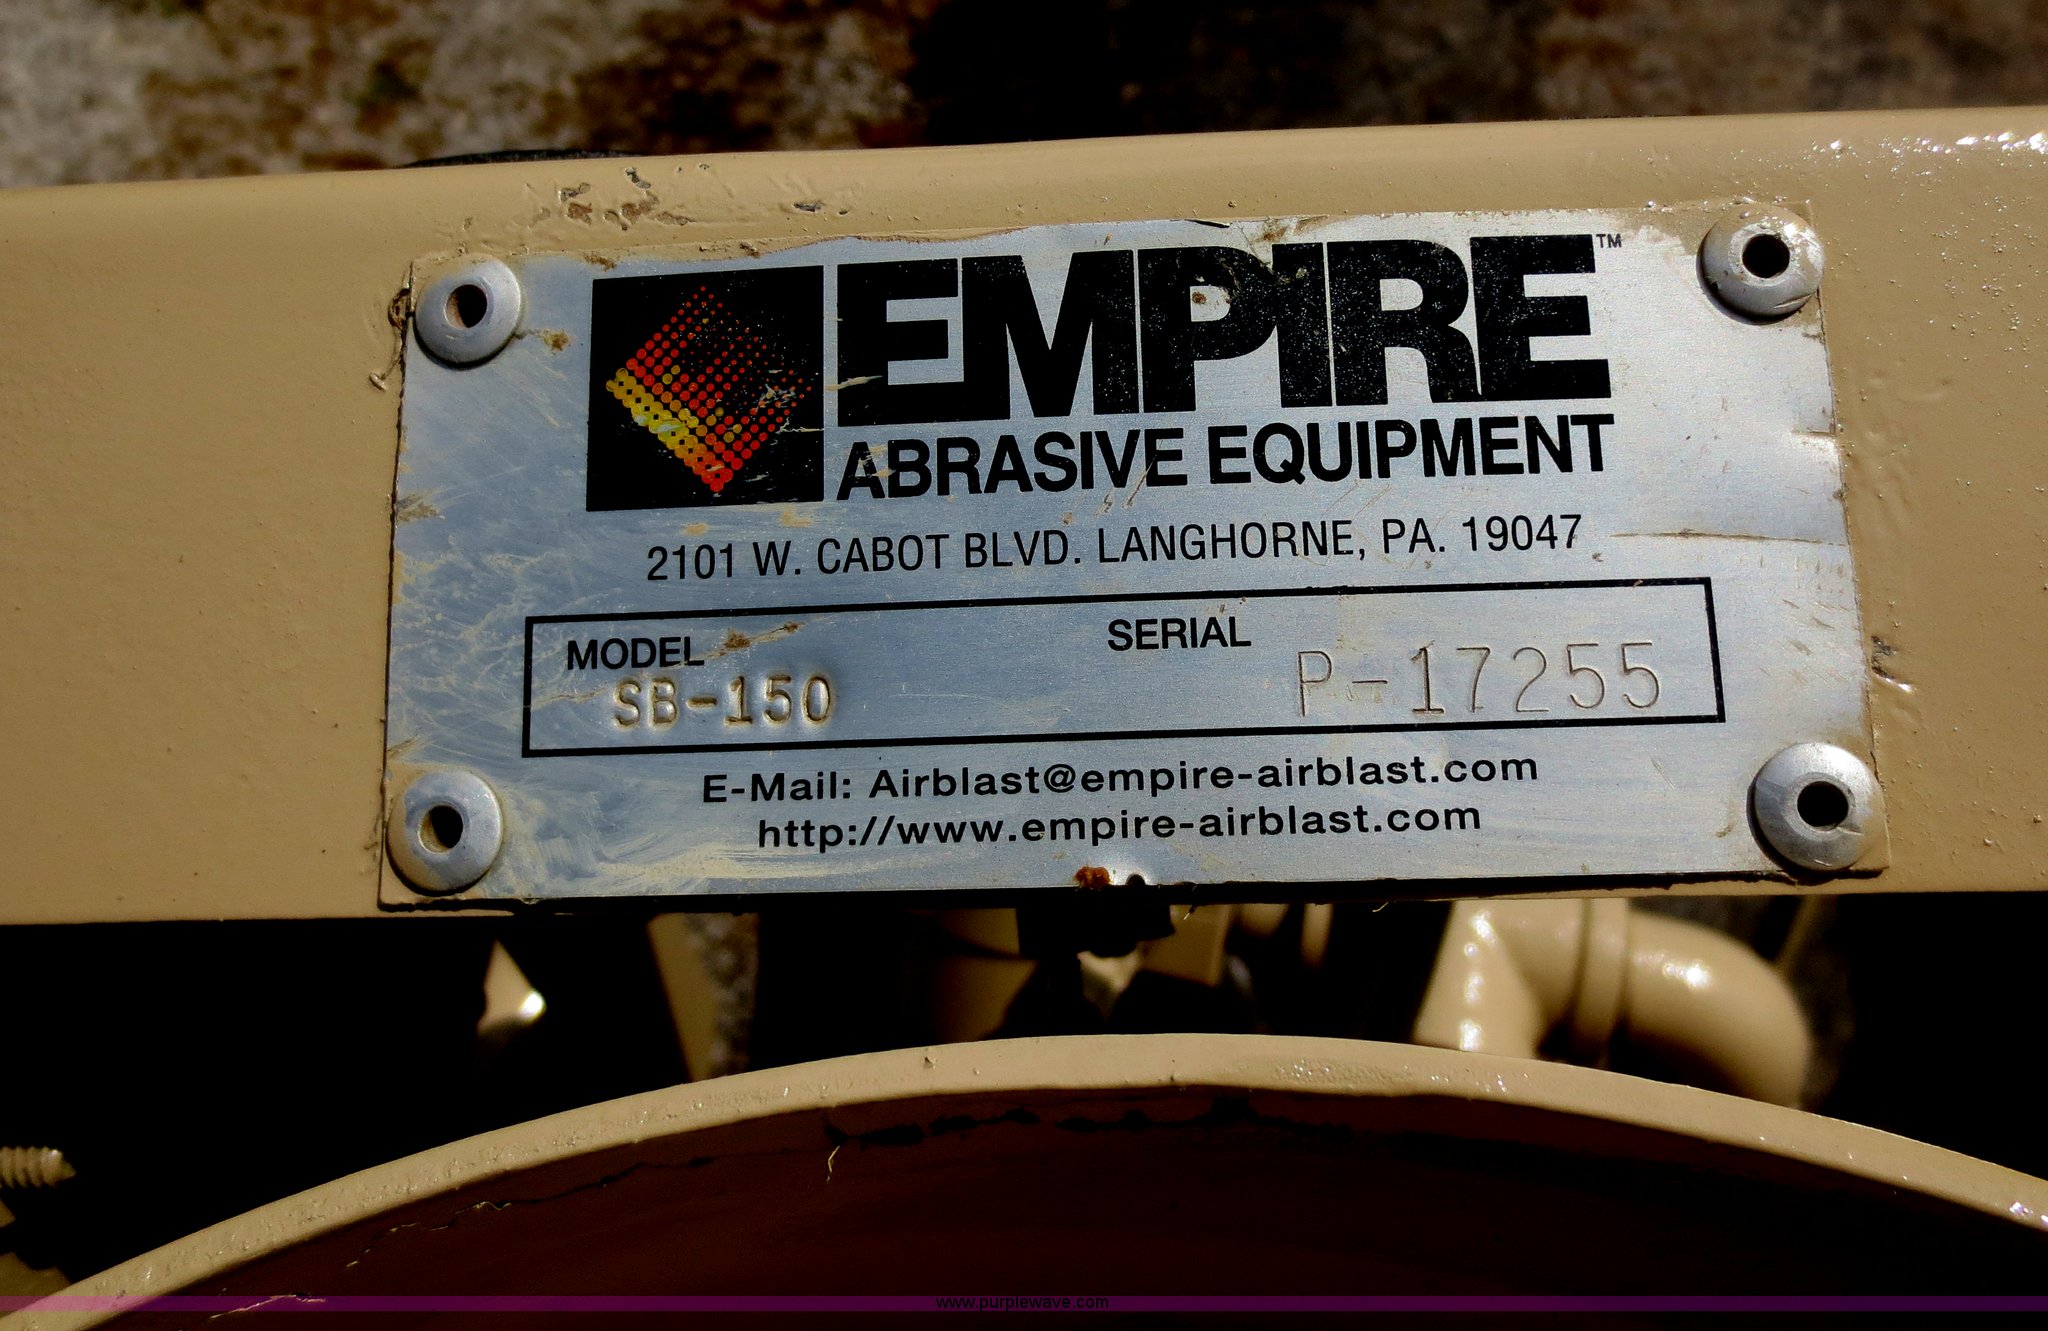 EMPIRE™
ABRASIVE EQUIPMENT
2101 W. CABOT BLVD. LANGHORNE, PA. 19047
MODEL SERIAL
SB-150 P-17255
E-Mail: Airblast@empire-airblast.com
http://www.empire-airblast.com
www.purplewave.com